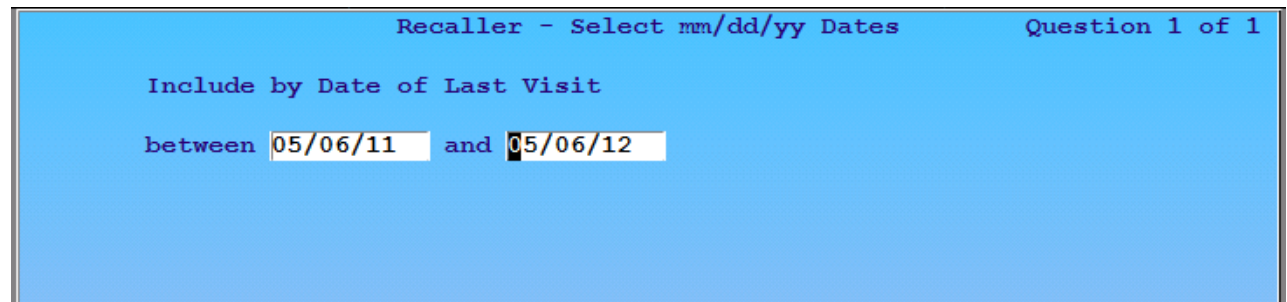 Recaller - Select mm/dd/yy Dates Question 1 of 1
Include by Date of Last Visit
between 05/06/11 and 05/06/12